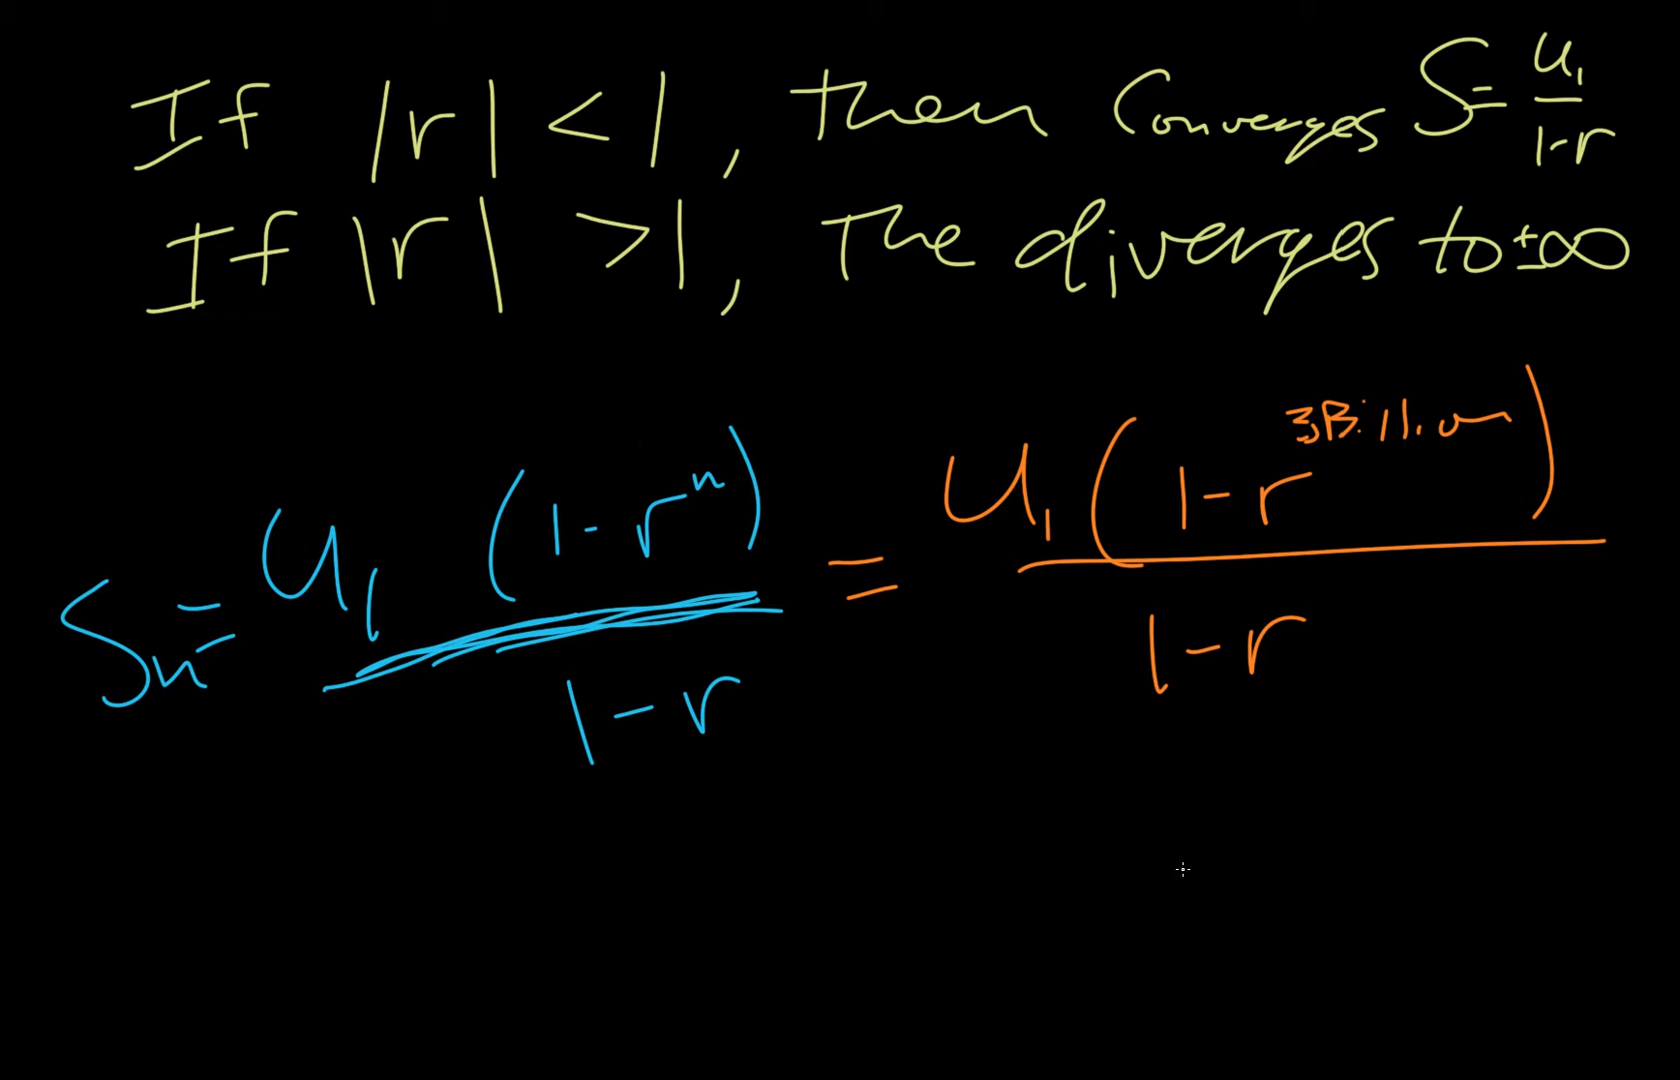 If |r| < 1, then Converges S = u₁/(1-r)
If |r| > 1, The diverges to ±∞
Sₙ = u₁ (1 - rⁿ) / (1 - r) = u₁ (1 - r^(3Billion)) / (1 - r)